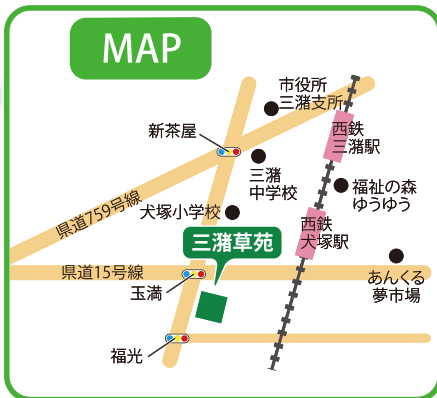 MAP
市役所
三潴支所
新茶屋
西鉄
三潴駅
三潴
中学校
福祉の森
ゆうゆう
県道759号線
犬塚小学校
西鉄
犬塚駅
三潴草苑
県道15号線
あんくる
夢市場
玉満
福光